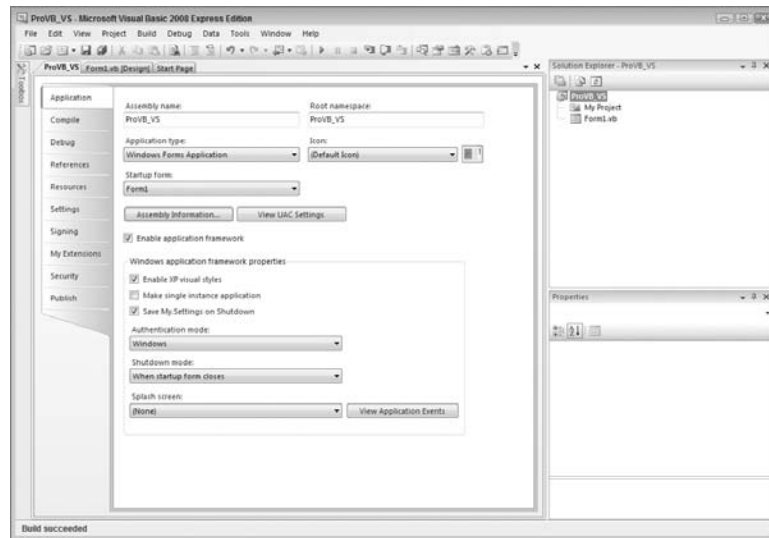 ProVB_VS - Microsoft Visual Basic 2008 Express Edition
File Edit View Project Build Debug Data Tools Window Help
Toolbox
ProVB_VS Form1.vb [Design] Start Page
Solution Explorer - ProVB_VS
ProVB_VS
My Project
Form1.vb
Application
Compile
Debug
References
Resources
Settings
Signing
My Extensions
Security
Publish
Assembly name: Root namespace:
ProVB_VS ProVB_VS
Application type: Icon:
Windows Forms Application (Default Icon)
Startup form:
Form1
Assembly Information... View UAC Settings
Enable application framework
Windows application framework properties
Enable XP visual styles
Make single instance application
Save My.Settings on Shutdown
Authentication mode:
Windows
Shutdown mode:
When startup form closes
Splash screen:
(None) View Application Events
Properties
Build succeeded